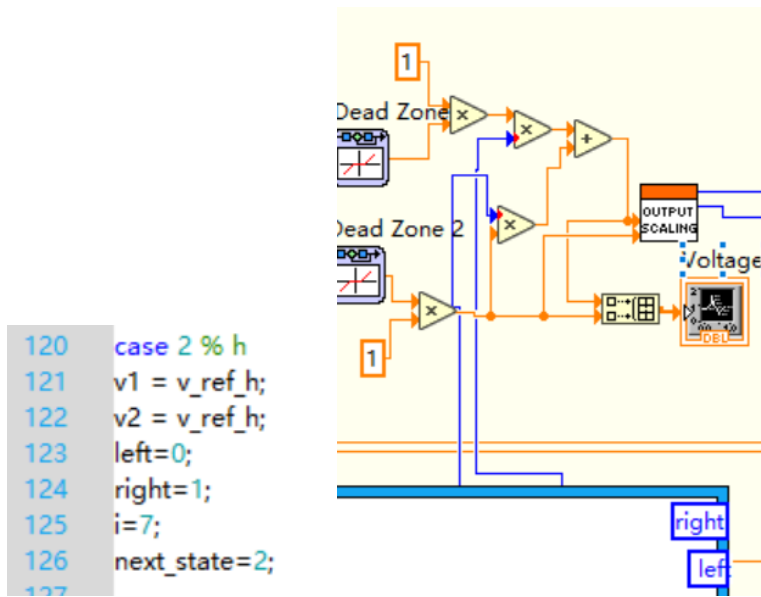 120 case 2 % h
121 v1 = v_ref_h;
122 v2 = v_ref_h;
123 left=0;
124 right=1;
125 i=7;
126 next_state=2;
127
1
Dead Zone
×
×
+
OUTPUT
SCALING
×
Dead Zone 2
Voltage
×
DBL
1
right
left